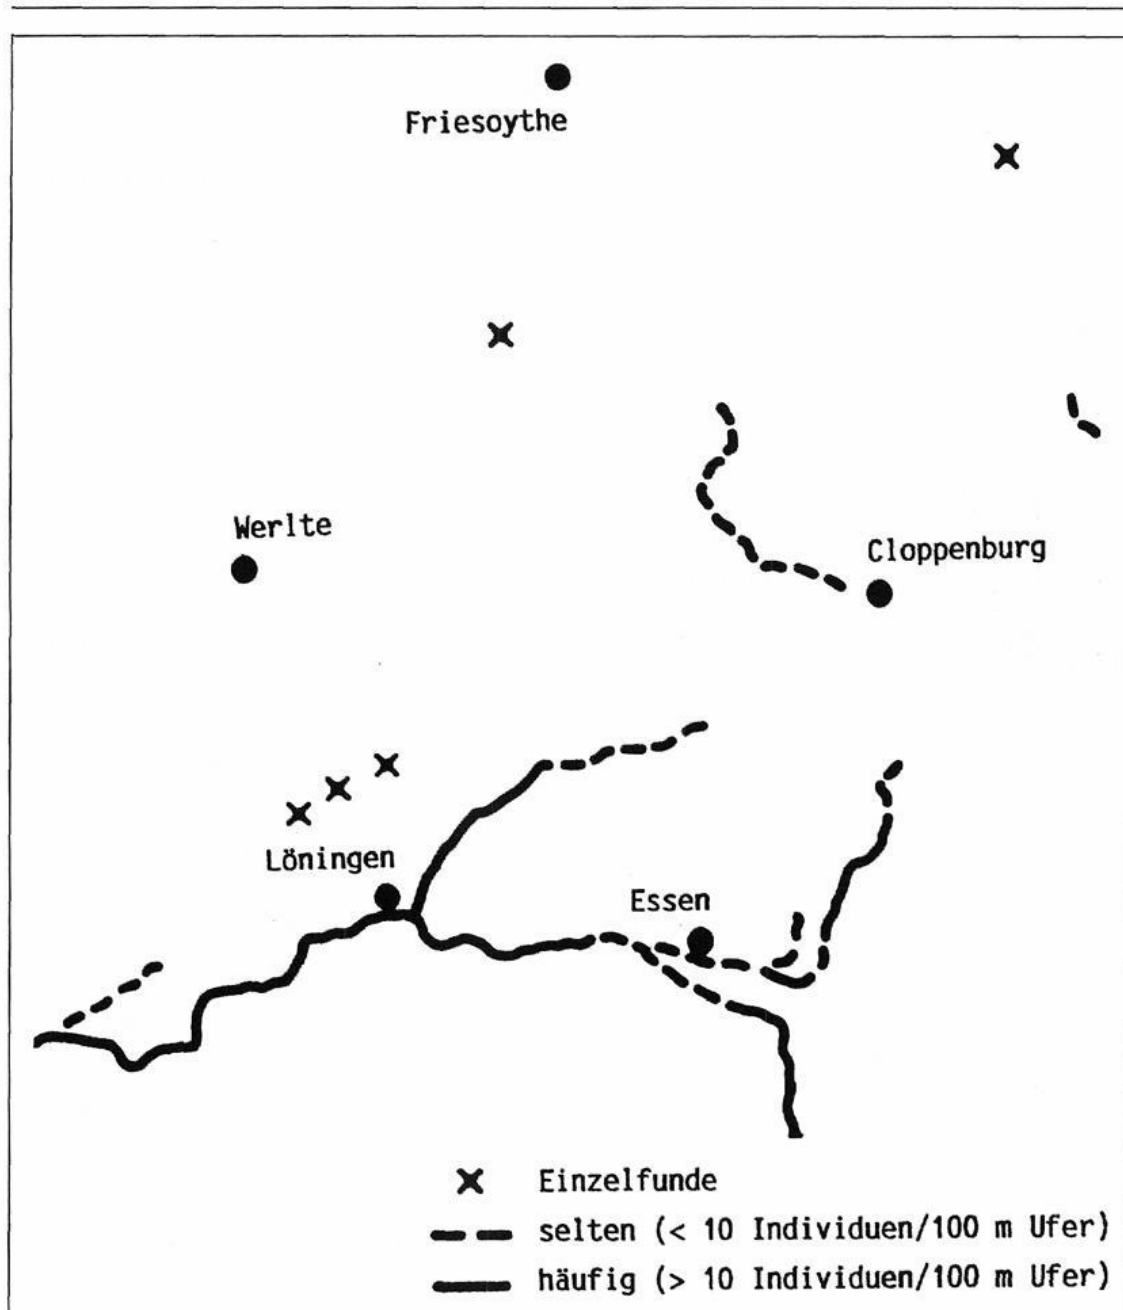 Friesoythe
Werlte
Cloppenburg
Löningen
Essen
Einzelfunde
selten (< 10 Individuen/100 m Ufer)
häufig (> 10 Individuen/100 m Ufer)